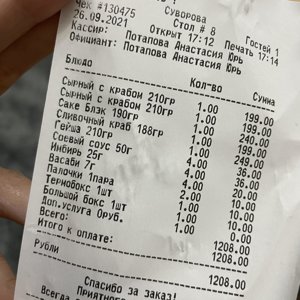 Суворова
Чек #130475 Стол # 8 Гостей 1
26.09.2021 Открыт 17:12 Печать 17:14
Кассир: Потапова Анастасия Юрь
Официант: Потапова Анастасия Юрь
Блюдо Кол-во Сумма
Сырный с крабом 210гр 1.00 199.00
Сырный с крабом 210гр 1.00 199.00
Саке Блэк 190гр 1.00 240.00
Сливочный краб 188гр 1.00 199.00
Гейша 210гр 1.00 249.00
Соевый соус 50г 4.00 36.00
Имбирь 25г 4.00 36.00
Васаби 7г 4.00 20.00
Палочки 1пара 2.00 10.00
Термобокс 1шт 1.00 10.00
Большой бокс 1шт 1.00 10.00
Доп.услуга 0руб. 1.00 0.00
Всего: 1208.00
Итого к оплате: 1208.00
Рубли 1208.00
Спасибо за заказ!